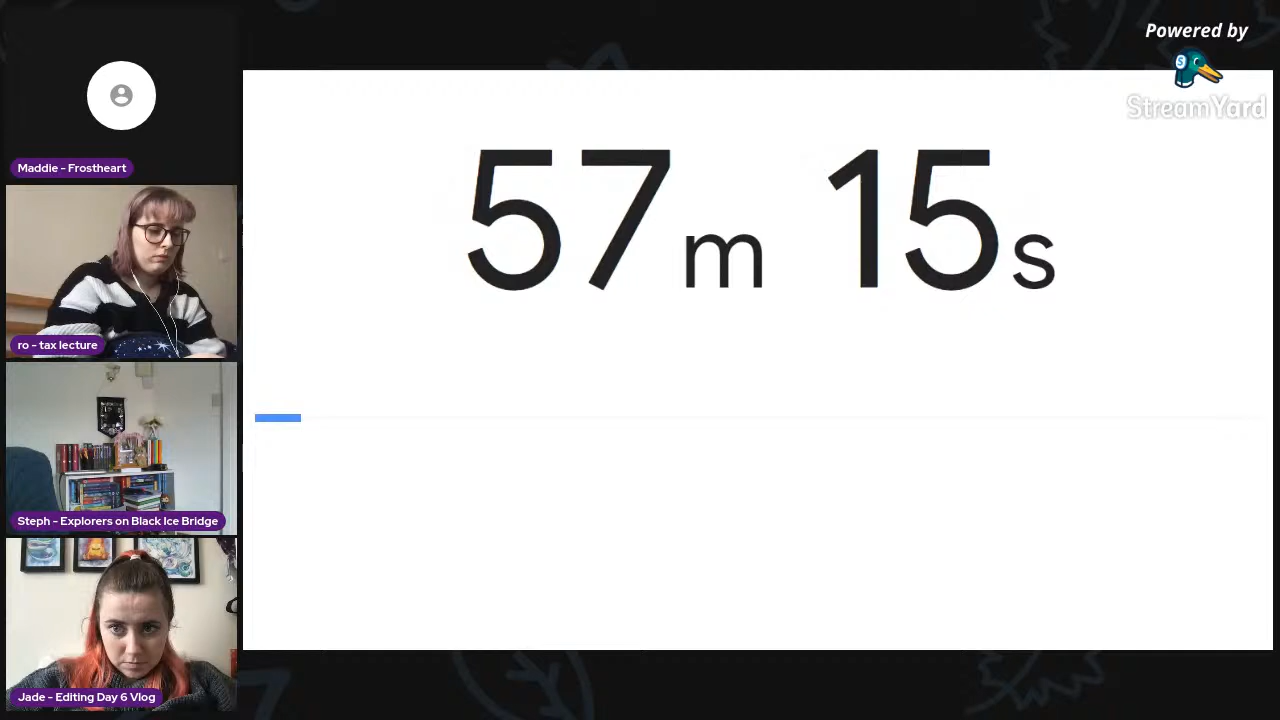 Powered by
StreamYard
Maddie - Frostheart
57m 15s
ro - tax lecture
Steph - Explorers on Black Ice Bridge
Jade - Editing Day 6 Vlog